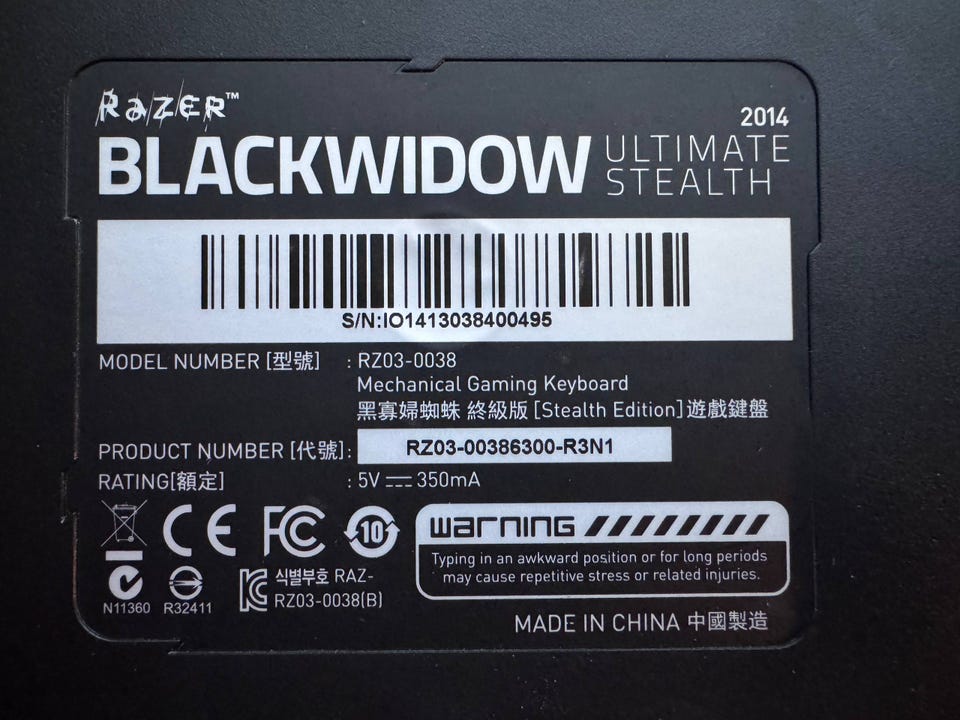 RAZER™
2014
BLACKWIDOW ULTIMATE STEALTH
S/N:IO1413038400495
MODEL NUMBER [型號] : RZ03-0038
Mechanical Gaming Keyboard
黑寡婦蜘蛛 終級版 [Stealth Edition]遊戲鍵盤
PRODUCT NUMBER [代號]: RZ03-00386300-R3N1
RATING[額定] : 5V ⎓ 350mA
CE FC 10
warning
Typing in an awkward position or for long periods
may cause repetitive stress or related injuries.
N11360 R32411
식별부호 RAZ-
RZ03-0038(B)
MADE IN CHINA 中國製造